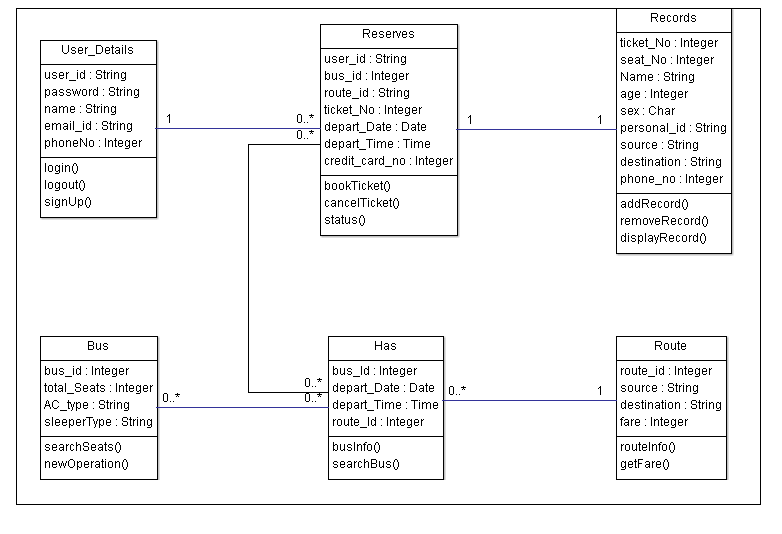 User_Details
user_id : String
password : String
name : String
email_id : String
phoneNo : Integer
login()
logout()
signUp()
1
0..*
0..*
Reserves
user_id : String
bus_id : Integer
route_id : String
ticket_No : Integer
depart_Date : Date
depart_Time : Time
credit_card_no : Integer
bookTicket()
cancelTicket()
status()
1
1
Records
ticket_No : Integer
seat_No : Integer
Name : String
age : Integer
sex : Char
personal_id : String
source : String
destination : String
phone_no : Integer
addRecord()
removeRecord()
displayRecord()
Bus
bus_id : Integer
total_Seats : Integer
AC_type : String
sleeperType : String
searchSeats()
newOperation()
0..*
0..*
0..*
Has
bus_Id : Integer
depart_Date : Date
depart_Time : Time
route_Id : Integer
busInfo()
searchBus()
0..*
1
Route
route_id : Integer
source : String
destination : String
fare : Integer
routeInfo()
getFare()